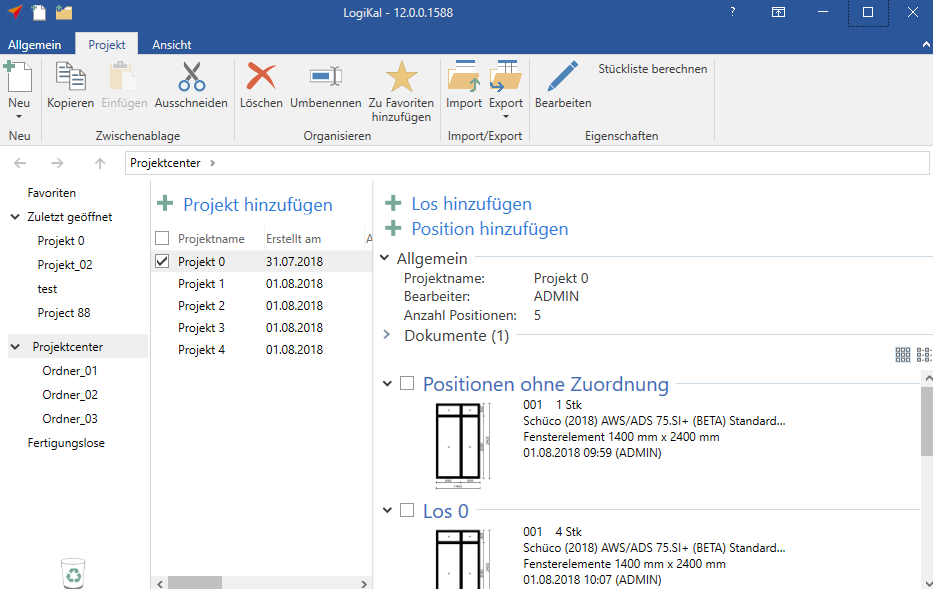 LogiKal - 12.0.0.1588
?
Allgemein
Projekt
Ansicht
Neu
Kopieren
Einfügen
Ausschneiden
Löschen
Umbenennen
Zu Favoriten
hinzufügen
Import
Export
Bearbeiten
Stückliste berechnen
Neu
Zwischenablage
Organisieren
Import/Export
Eigenschaften
Projektcenter
Favoriten
Zuletzt geöffnet
Projekt 0
Projekt_02
test
Project 88
Projektcenter
Ordner_01
Ordner_02
Ordner_03
Fertigungslose
Projekt hinzufügen
Projektname Erstellt am A
Projekt 0 31.07.2018
Projekt 1 01.08.2018
Projekt 2 01.08.2018
Projekt 3 01.08.2018
Projekt 4 01.08.2018
Los hinzufügen
Position hinzufügen
Allgemein
Projektname: Projekt 0
Bearbeiter: ADMIN
Anzahl Positionen: 5
Dokumente (1)
Positionen ohne Zuordnung
001 1 Stk
Schüco (2018) AWS/ADS 75.SI+ (BETA) Standard...
Fensterelement 1400 mm x 2400 mm
01.08.2018 09:59 (ADMIN)
Los 0
001 4 Stk
Schüco (2018) AWS/ADS 75.SI+ (BETA) Standard...
Fensterelemente 1400 mm x 2400 mm
01.08.2018 10:07 (ADMIN)